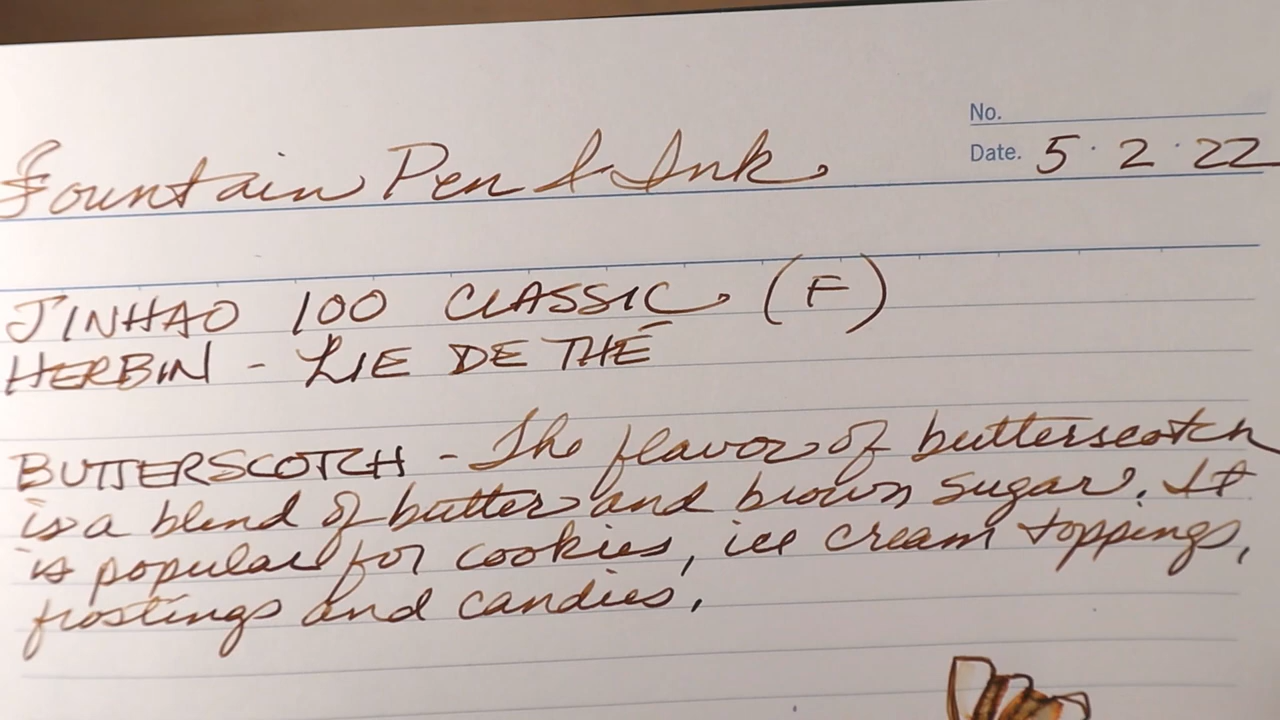 No.
Date. 5·2·22
Fountain Pen & Ink
JINHAO 100 CLASSIC (F)
HERBIN - LIE DE THÉ
BUTTERSCOTCH - The flavor of butterscotch
is a blend of butter and brown sugar. It
is popular for cookies, ice cream toppings,
frostings and candies.